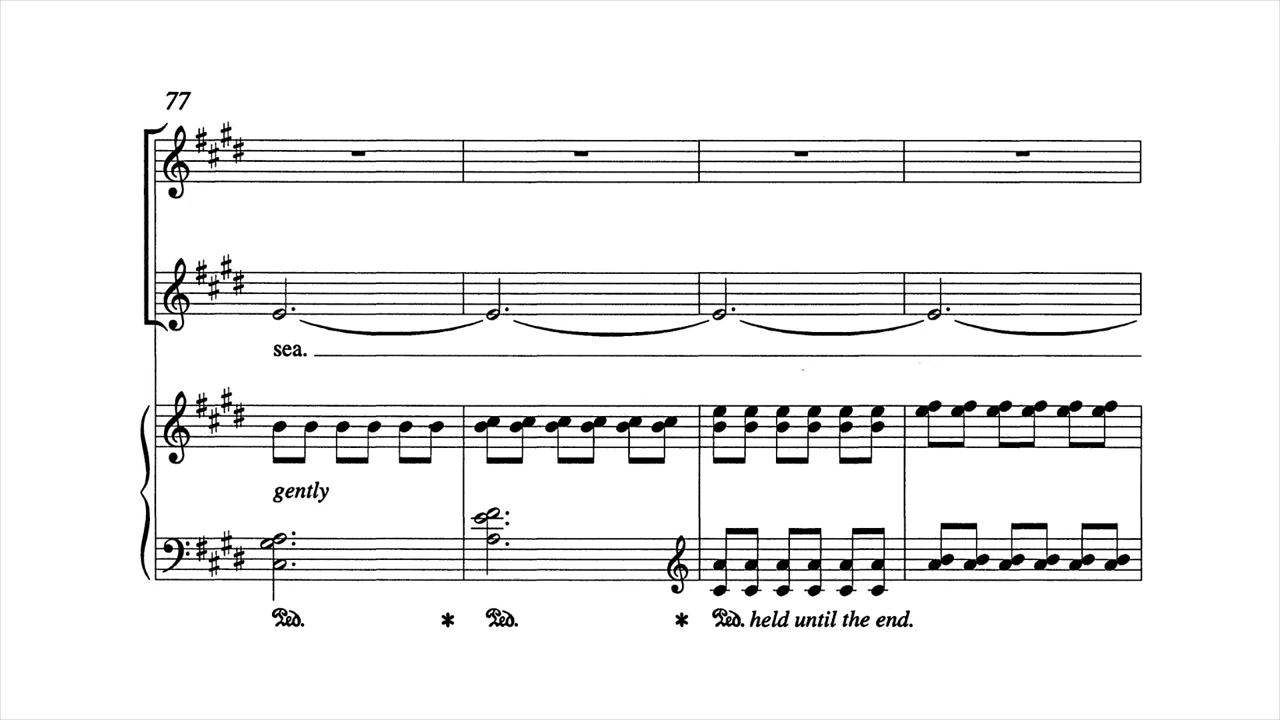 77
sea.
gently
Ped. * Ped. * Ped. held until the end.